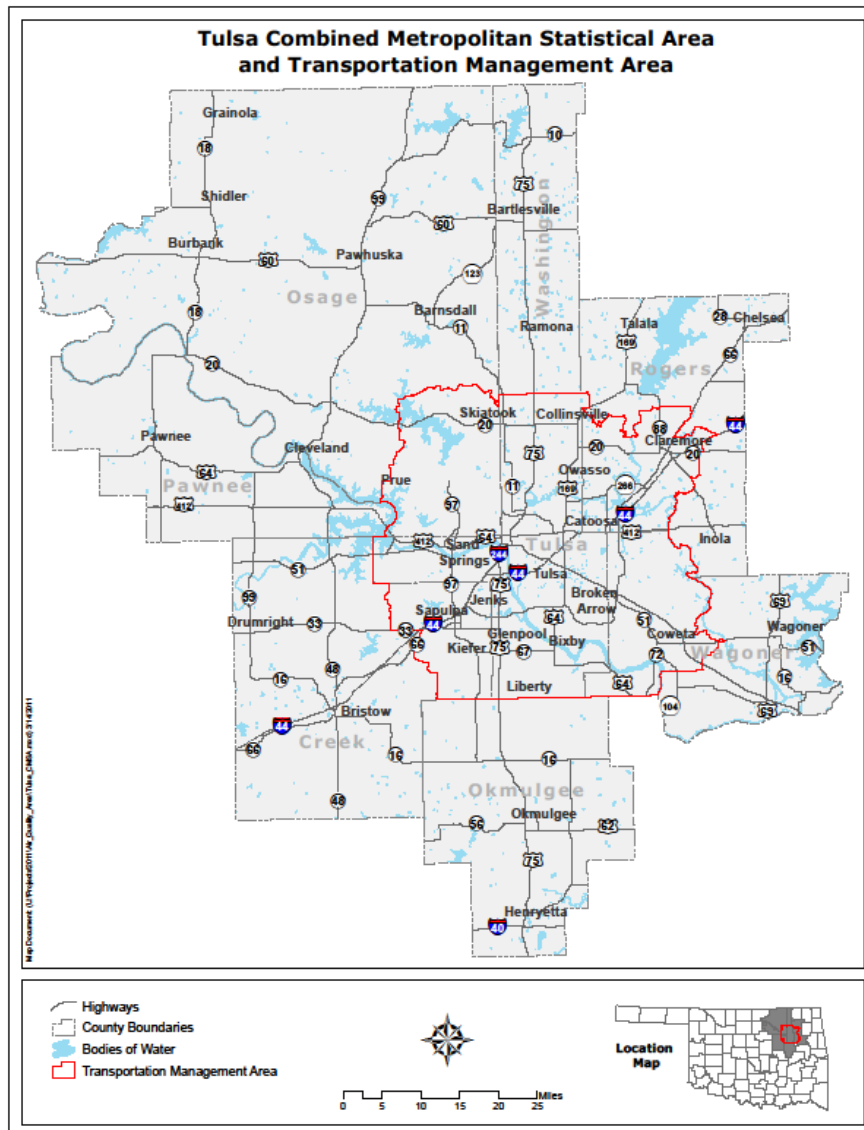 Tulsa Combined Metropolitan Statistical Area
and Transportation Management Area
Grainola
10
18
75
Shidler
99
Washington
Bartlesville
60
Burbank
Pawhuska
60
123
Osage
Barnsdall
18
11
Ramona
Talala
28
Chelsea
169
66
20
Rogers
Skiatook
Collinsville
20
88
44
Pawnee
Claremore
Cleveland
75
20
20
64
Owasso
Prue
11
169
266
Pawnee
412
97
44
Catoosa
412
64
412
Sand
Springs
244
Tulsa
Inola
51
44
Tulsa
97
75
Broken
Arrow
99
Jenks
69
Sapulpa
Drumright
33
44
33
64
51
Wagoner
Glenpool
Bixby
Coweta
66
Kiefer
75
67
72
Wagoner
51
48
16
16
Liberty
64
Bristow
104
69
44
Creek
66
16
16
Okmulgee
48
Okmulgee
56
62
75
Henryetta
40
Highways
County Boundaries
Bodies of Water
Transportation Management Area
0 5 10 15 20 25
Miles
Location
Map